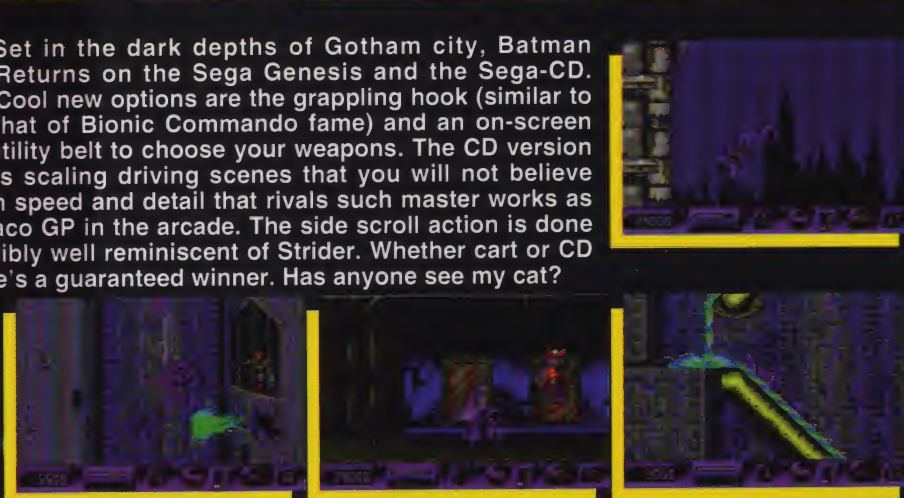 Set in the dark depths of Gotham city, Batman
Returns on the Sega Genesis and the Sega-CD.
Cool new options are the grappling hook (similar to
hat of Bionic Commando fame) and an on-screen
tility belt to choose your weapons. The CD version
s scaling driving scenes that you will not believe
n speed and detail that rivals such master works as
aco GP in the arcade. The side scroll action is done
ibly well reminiscent of Strider. Whether cart or CD
e's a guaranteed winner. Has anyone see my cat?